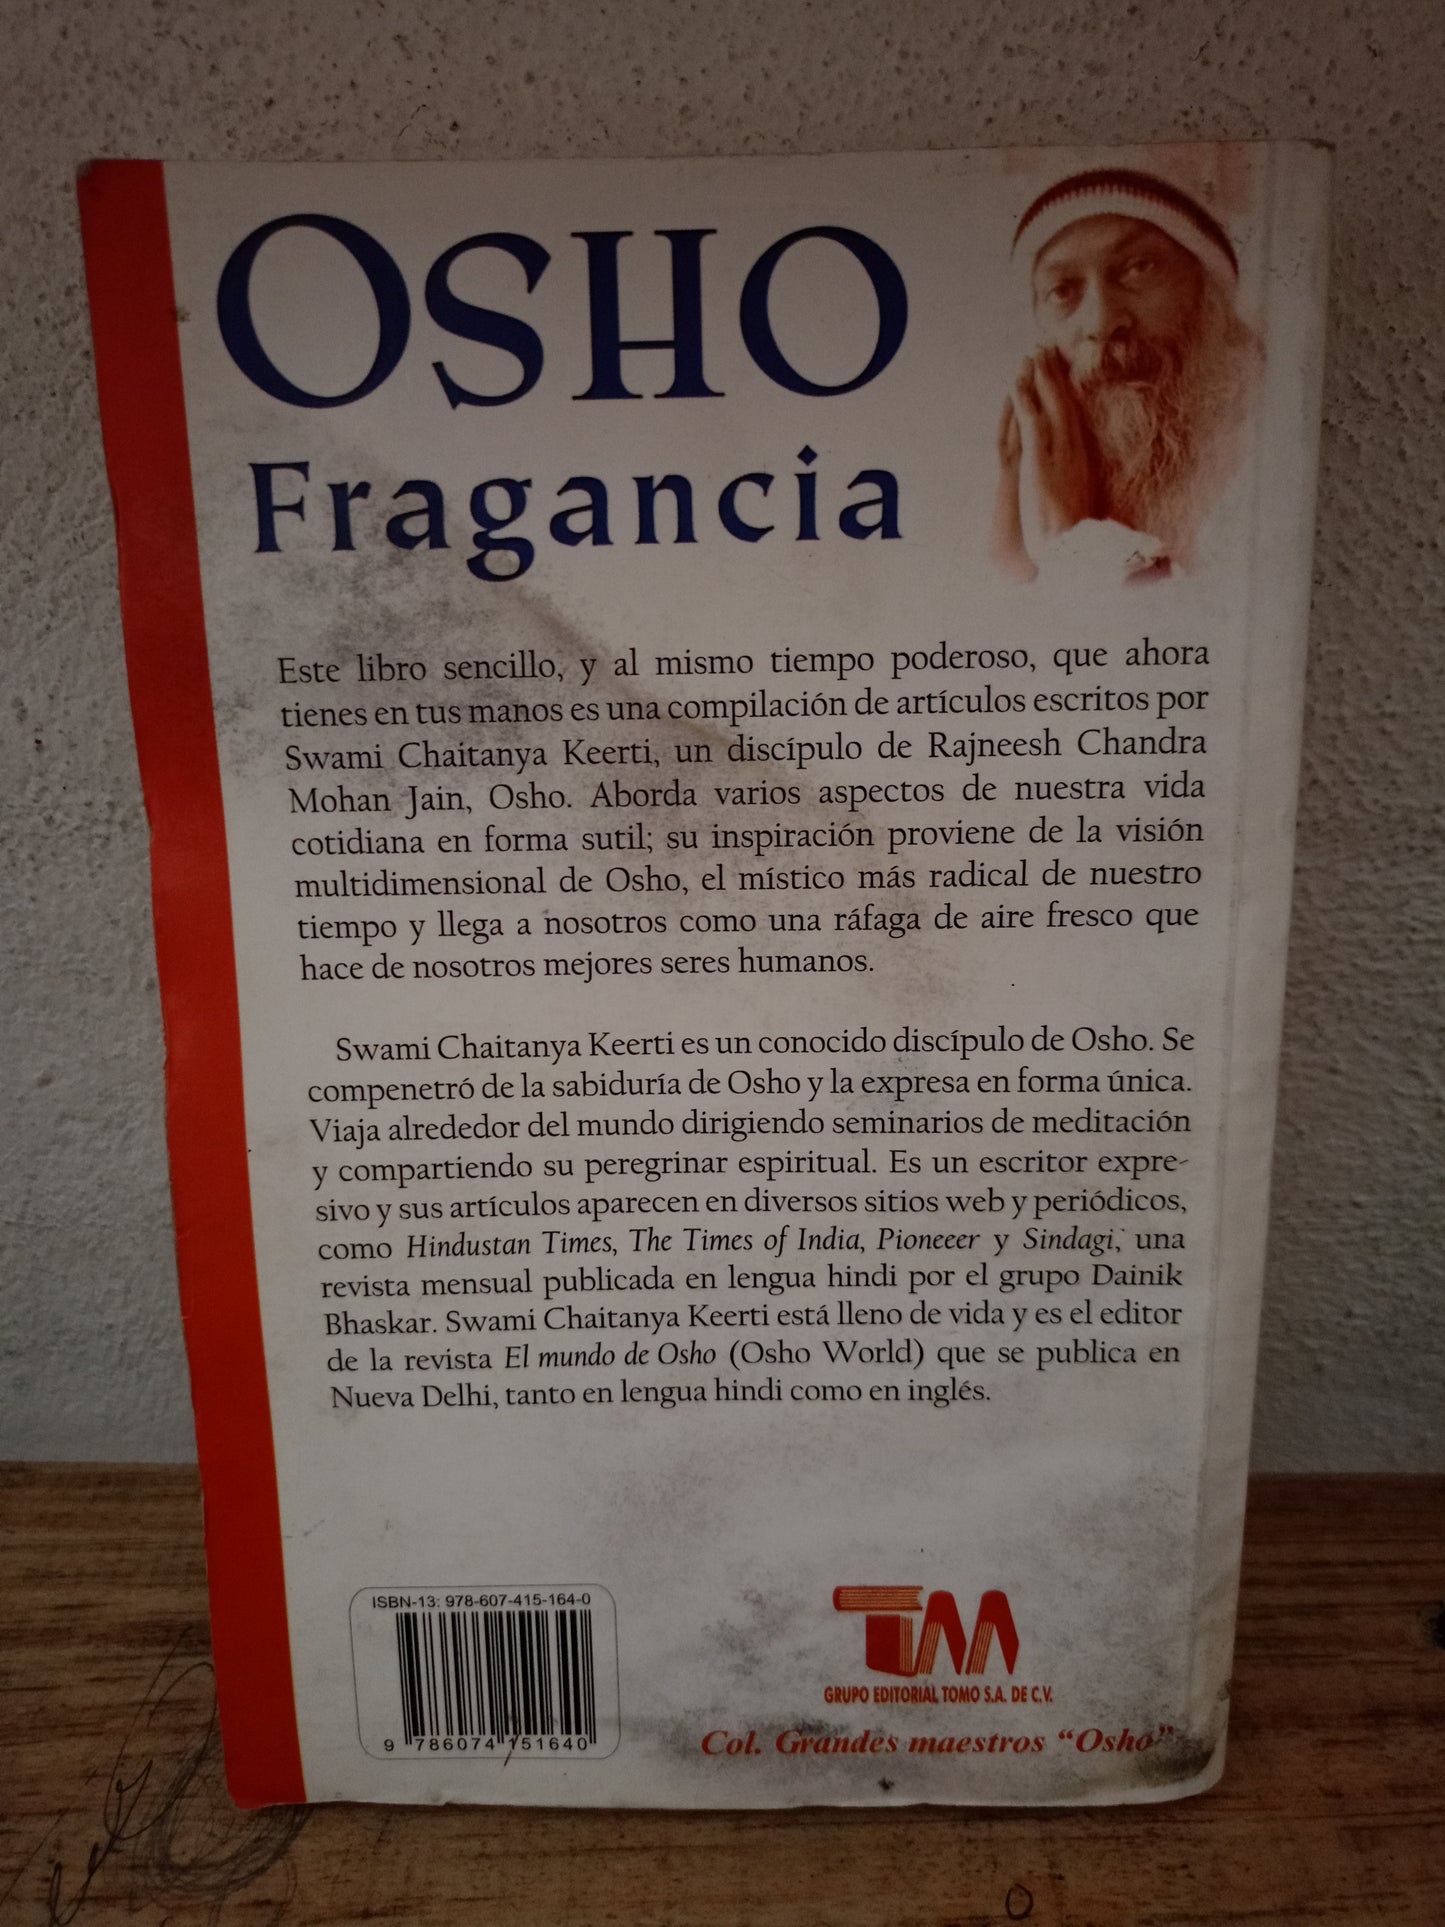 OSHO
Fragancia
Este libro sencillo, y al mismo tiempo poderoso, que ahora
tienes en tus manos es una compilación de artículos escritos por
Swami Chaitanya Keerti, un discípulo de Rajneesh Chandra
Mohan Jain, Osho. Aborda varios aspectos de nuestra vida
cotidiana en forma sutil; su inspiración proviene de la visión
multidimensional de Osho, el místico más radical de nuestro
tiempo y llega a nosotros como una ráfaga de aire fresco que
hace de nosotros mejores seres humanos.
Swami Chaitanya Keerti es un conocido discípulo de Osho. Se
compenetró de la sabiduría de Osho y la expresa en forma única.
Viaja alrededor del mundo dirigiendo seminarios de meditación
y compartiendo su peregrinar espiritual. Es un escritor expre-
sivo y sus artículos aparecen en diversos sitios web y periódicos,
como Hindustan Times, The Times of India, Pioneeer y Sindagi, una
revista mensual publicada en lengua hindi por el grupo Dainik
Bhaskar. Swami Chaitanya Keerti está lleno de vida y es el editor
de la revista El mundo de Osho (Osho World) que se publica en
Nueva Delhi, tanto en lengua hindi como en inglés.
ISBN-13: 978-607-415-164-0
9 786074 151640
TM
GRUPO EDITORIAL TOMO S.A. DE C.V.
Col. Grandes maestros “Osho”